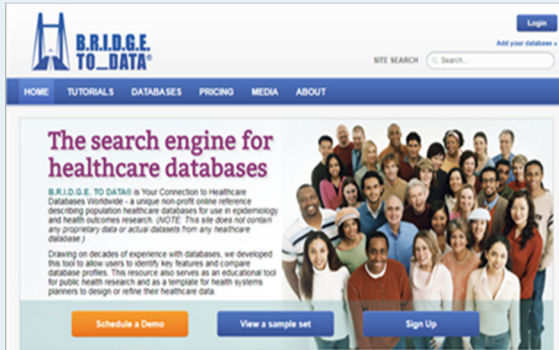 Login
B.R.I.D.G.E.
TO_DATA®
Add your database »
SITE SEARCH Search...
HOME TUTORIALS DATABASES PRICING MEDIA ABOUT
The search engine for
healthcare databases
B.R.I.D.G.E. TO DATA® is Your Connection to Healthcare
Databases Worldwide - a unique non-profit online reference
describing population healthcare databases for use in epidemiology
and health outcomes research. (NOTE: This site does not contain
any proprietary data or actual datasets from any healthcare
database.)
Drawing on decades of experience with databases, we developed
this tool to allow users to identify key features and compare
database profiles. This resource also serves as an educational tool
for public health research and as a template for health systems
planners to design or refine their healthcare data.
Schedule a Demo View a sample set Sign Up